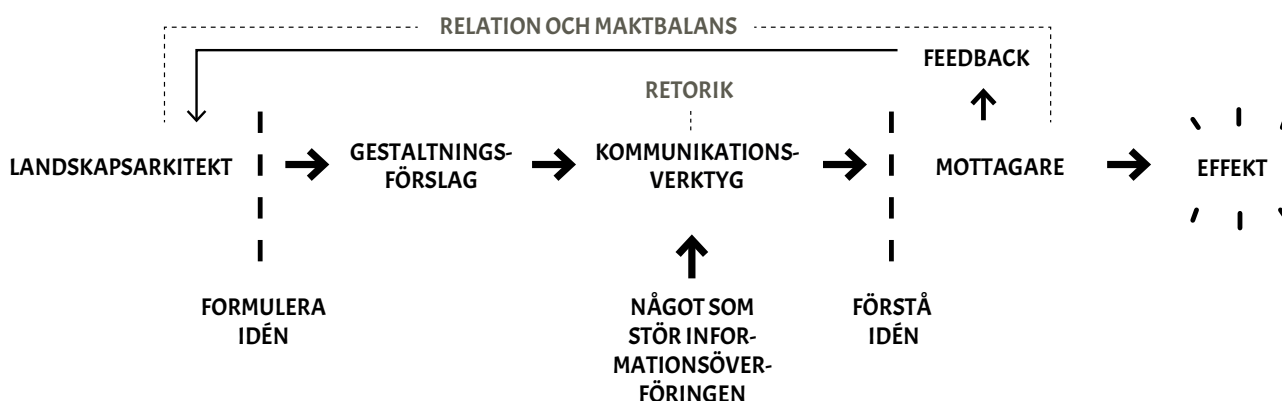 RELATION OCH MAKTBALANS
FEEDBACK
RETORIK
LANDSKAPSARKITEKT
GESTALTNINGS-
FÖRSLAG
KOMMUNIKATIONS-
VERKTYG
MOTTAGARE
EFFEKT
FORMULERA
IDÉN
NÅGOT SOM
STÖR INFOR-
MATIONSÖVER-
FÖRINGEN
FÖRSTÅ
IDÉN